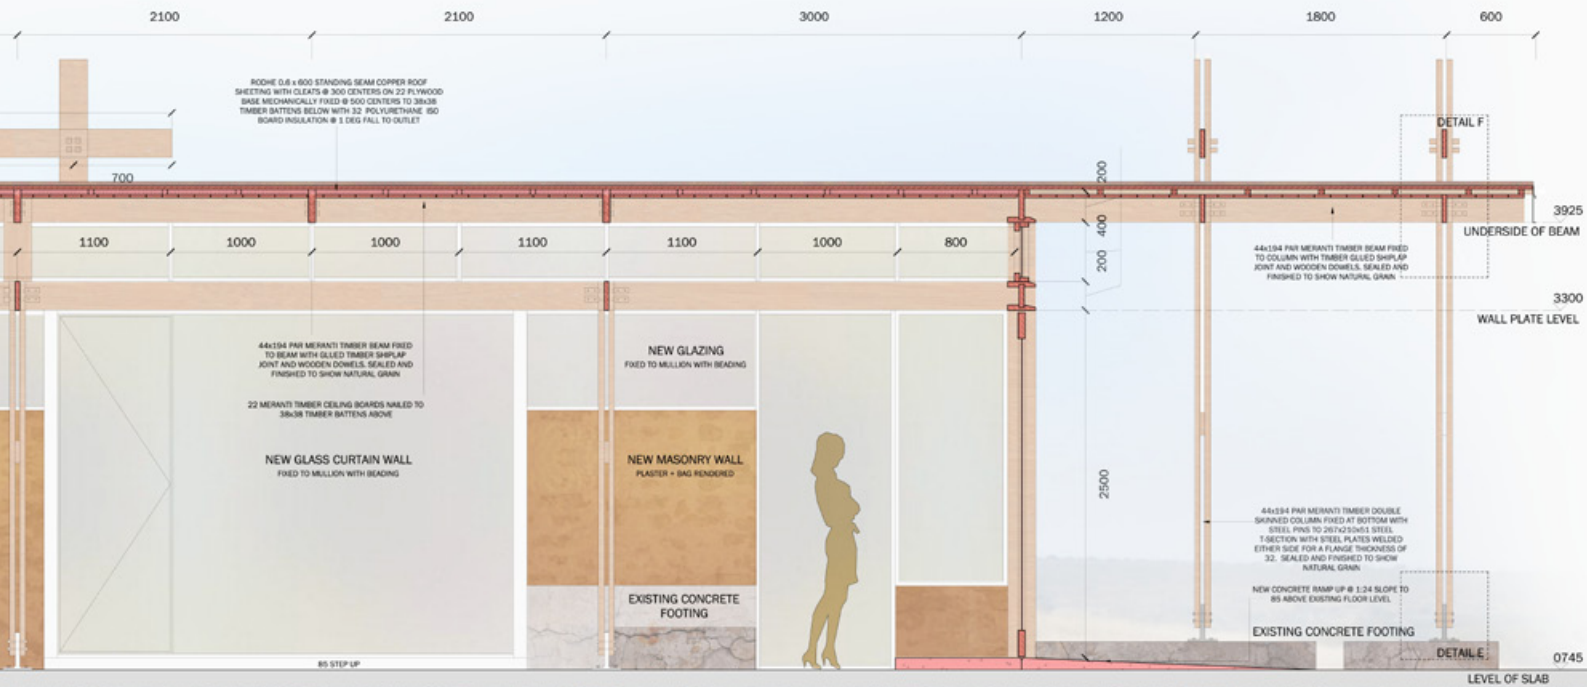 2100
2100
3000
1200
1800
600
RODHE 0.6 x 600 STANDING SEAM COPPER ROOF
SHEETING WITH CLEATS @ 300 CENTERS ON 22 PLYWOOD
BASE MECHANICALLY FIXED @ 500 CENTERS TO 38x38
TIMBER BATTENS BELOW WITH 32 POLYURETHANE ISO
BOARD INSULATION @ 1 DEG FALL TO OUTLET
DETAIL F
700
200
400
200
3925
UNDERSIDE OF BEAM
1100
1000
1000
1100
1100
1000
800
44x194 PAR MERANTI TIMBER BEAM FIXED
TO COLUMN WITH TIMBER GLUED SHIPLAP
JOINT AND WOODEN DOWELS. SEALED AND
FINISHED TO SHOW NATURAL GRAIN
3300
WALL PLATE LEVEL
44x194 PAR MERANTI TIMBER BEAM FIXED
TO BEAM WITH GLUED TIMBER SHIPLAP
JOINT AND WOODEN DOWELS. SEALED AND
FINISHED TO SHOW NATURAL GRAIN
22 MERANTI TIMBER CEILING BOARDS NAILED TO
38x38 TIMBER BATTENS ABOVE
NEW GLAZING
FIXED TO MULLION WITH BEADING
NEW GLASS CURTAIN WALL
FIXED TO MULLION WITH BEADING
NEW MASONRY WALL
PLASTER + BAG RENDERED
2500
44x194 PAR MERANTI TIMBER DOUBLE
SKINNED COLUMN FIXED AT BOTTOM WITH
STEEL PINS TO 267x210x51 STEEL
T-SECTION WITH STEEL PLATES WELDED
EITHER SIDE FOR A FLANGE THICKNESS OF
32. SEALED AND FINISHED TO SHOW
NATURAL GRAIN
NEW CONCRETE RAMP UP @ 1:24 SLOPE TO
85 ABOVE EXISTING FLOOR LEVEL
EXISTING CONCRETE
FOOTING
EXISTING CONCRETE FOOTING
DETAIL E
85 STEP UP
0745
LEVEL OF SLAB